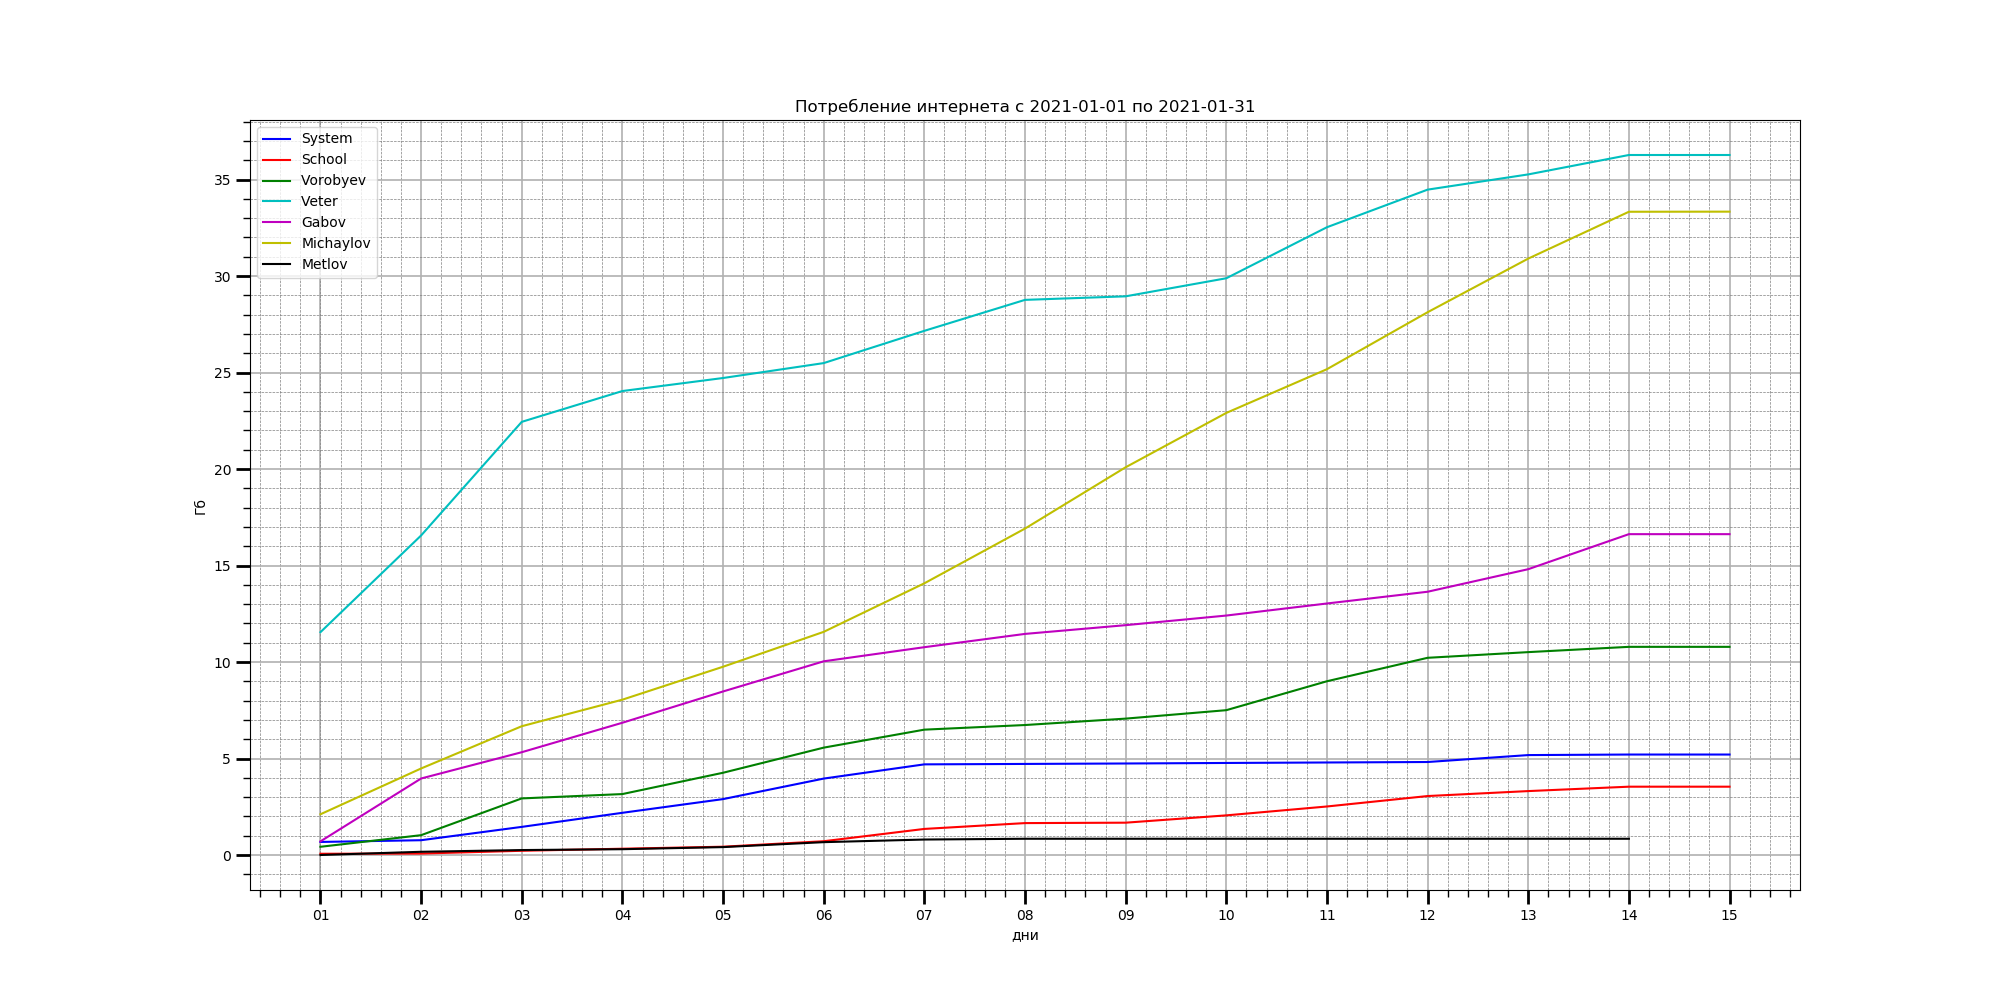 Потребление интернета с 2021-01-01 по 2021-01-31
System
School
Vorobyev
Veter
Gabov
Michaylov
Metlov
35
30
25
20
15
10
5
0
Гб
01 02 03 04 05 06 07 08 09 10 11 12 13 14 15
дни